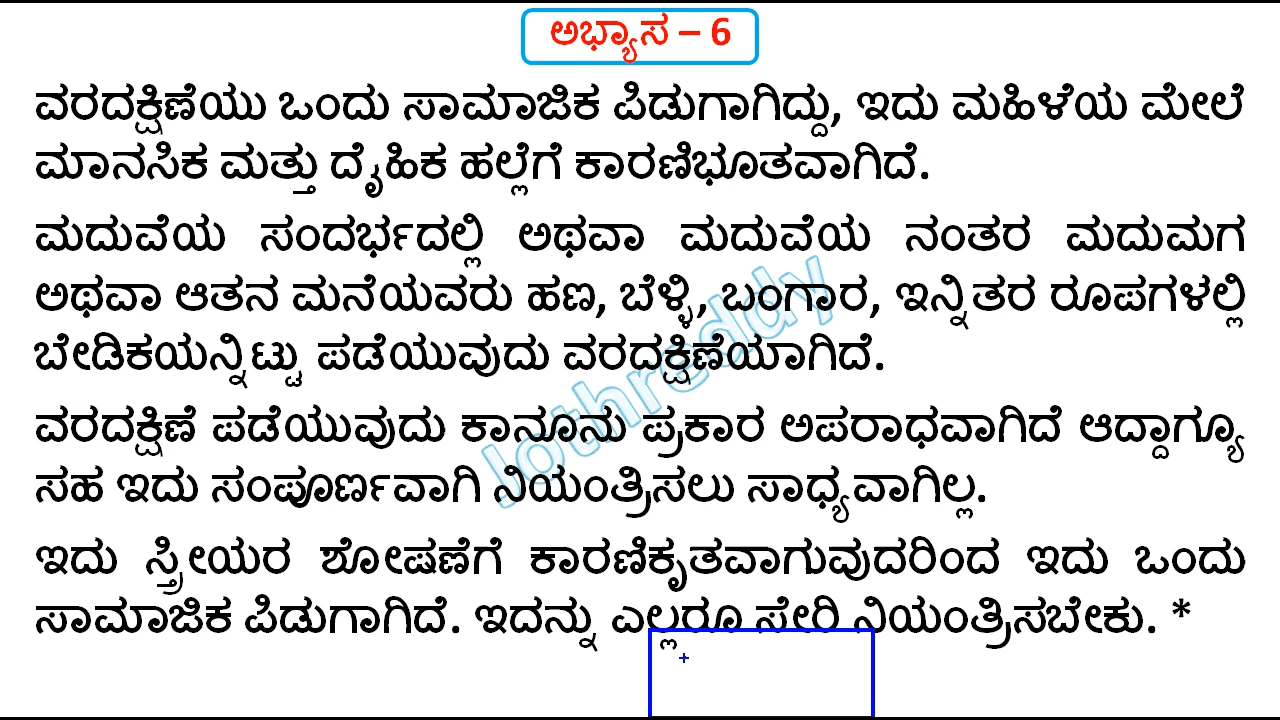 ಅಭ್ಯಾಸ – 6
ವರದಕ್ಷಿಣೆಯು ಒಂದು ಸಾಮಾಜಿಕ ಪಿಡುಗಾಗಿದ್ದು, ಇದು ಮಹಿಳೆಯ ಮೇಲೆ
ಮಾನಸಿಕ ಮತ್ತು ದೈಹಿಕ ಹಲ್ಲೆಗೆ ಕಾರಣಿಭೂತವಾಗಿದೆ.
ಮದುವೆಯ ಸಂದರ್ಭದಲ್ಲಿ ಅಥವಾ ಮದುವೆಯ ನಂತರ ಮದುಮಗ
ಅಥವಾ ಆತನ ಮನೆಯವರು ಹಣ, ಬೆಳ್ಳಿ, ಬಂಗಾರ, ಇನ್ನಿತರ ರೂಪಗಳಲ್ಲಿ
ಬೇಡಿಕಯನ್ನಿಟ್ಟು ಪಡೆಯುವುದು ವರದಕ್ಷಿಣೆಯಾಗಿದೆ.
ವರದಕ್ಷಿಣೆ ಪಡೆಯುವುದು ಕಾನೂನು ಪ್ರಕಾರ ಅಪರಾಧವಾಗಿದೆ ಆದ್ದಾಗ್ಯೂ
ಸಹ ಇದು ಸಂಪೂರ್ಣವಾಗಿ ನಿಯಂತ್ರಿಸಲು ಸಾಧ್ಯವಾಗಿಲ್ಲ.
ಇದು ಸ್ತ್ರೀಯರ ಶೋಷಣೆಗೆ ಕಾರಣಿಕೃತವಾಗುವುದರಿಂದ ಇದು ಒಂದು
ಸಾಮಾಜಿಕ ಪಿಡುಗಾಗಿದೆ. ಇದನ್ನು ಎಲ್ಲರೂ ಸೇರಿ ನಿಯಂತ್ರಿಸಬೇಕು. *
lothreddy